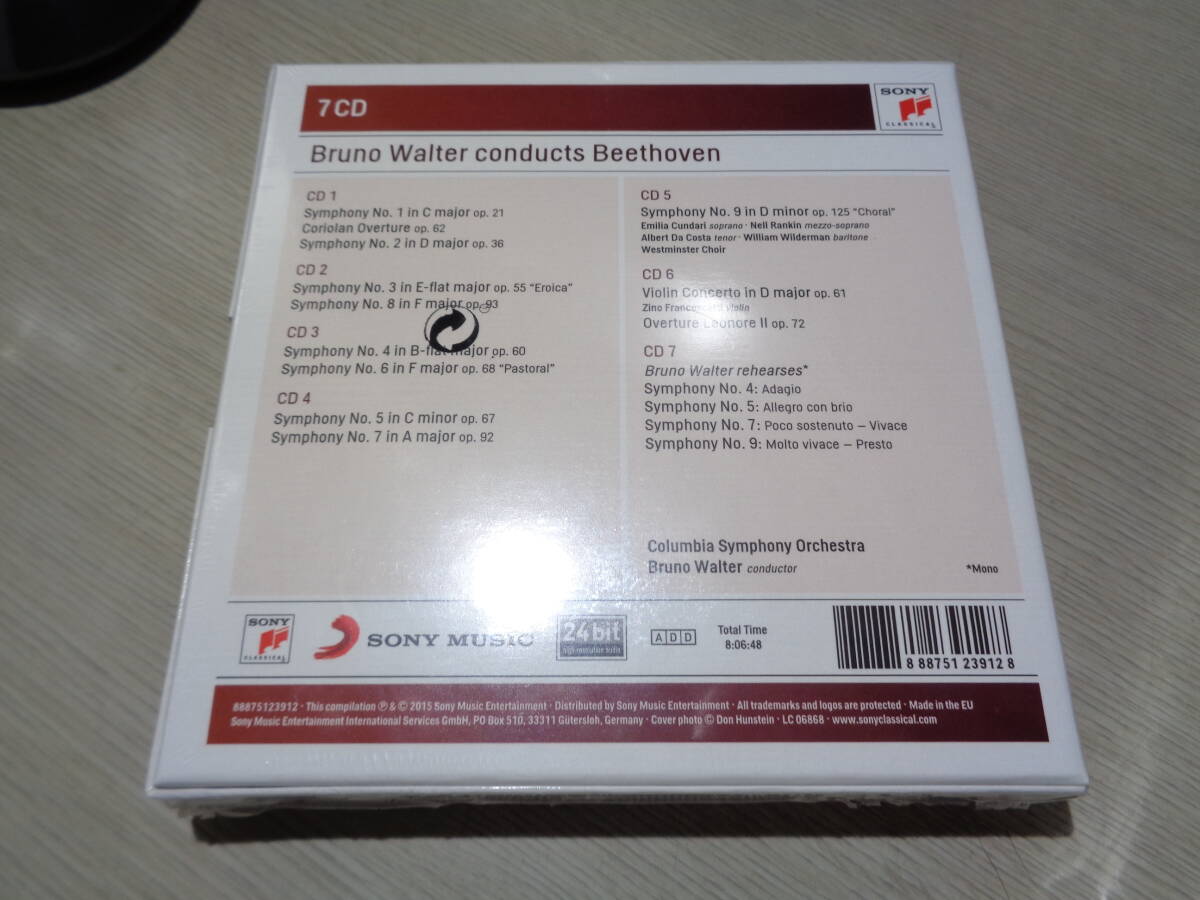 7CD
SONY
CLASSICAL
Bruno Walter conducts Beethoven
CD 1
Symphony No. 1 in C major op. 21
Coriolan Overture op. 62
Symphony No. 2 in D major op. 36
CD 2
Symphony No. 3 in E-flat major op. 55 "Eroica"
Symphony No. 8 in F major op. 93
CD 3
Symphony No. 4 in B-flat major op. 60
Symphony No. 6 in F major op. 68 "Pastoral"
CD 4
Symphony No. 5 in C minor op. 67
Symphony No. 7 in A major op. 92
CD 5
Symphony No. 9 in D minor op. 125 "Choral"
Emilia Cundari soprano · Nell Rankin mezzo-soprano
Albert Da Costa tenor · William Wilderman baritone
Westminster Choir
CD 6
Violin Concerto in D major op. 61
Zino Francescatti violin
Overture Leonore II op. 72
CD 7
Bruno Walter rehearses*
Symphony No. 4: Adagio
Symphony No. 5: Allegro con brio
Symphony No. 7: Poco sostenuto – Vivace
Symphony No. 9: Molto vivace – Presto
Columbia Symphony Orchestra
Bruno Walter conductor
*Mono
SONY
CLASSICAL
SONY MUSIC
24 bit
high resolution audio
ADD
Total Time
8:06:48
8 88751 23912 8
88875123912 · This compilation ℗ & © 2015 Sony Music Entertainment · Distributed by Sony Music Entertainment · All trademarks and logos are protected · Made in the EU
Sony Music Entertainment International Services GmbH, PO Box 510, 33311 Gütersloh, Germany · Cover photo © Don Hunstein · LC 06868 · www.sonyclassical.com